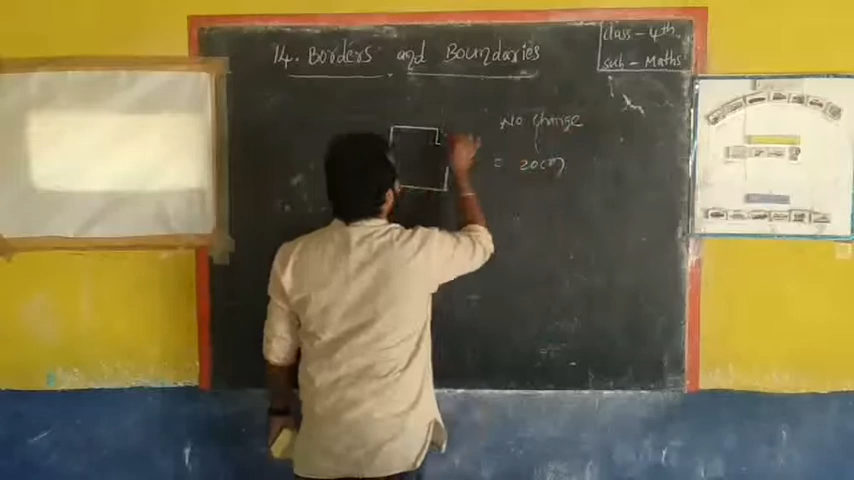 14. Borders and Boundaries
Class - 4th
Sub - Maths
No Change
= 20cm